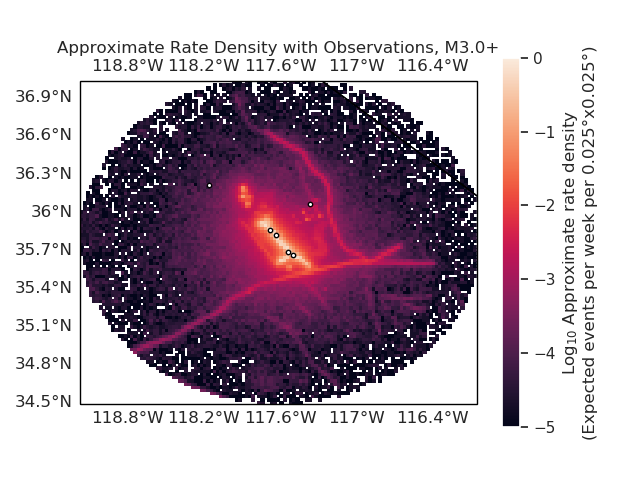 Approximate Rate Density with Observations, M3.0+
118.8°W 118.2°W 117.6°W 117°W 116.4°W
36.9°N
36.6°N
36.3°N
36°N
35.7°N
35.4°N
35.1°N
34.8°N
34.5°N
118.8°W 118.2°W 117.6°W 117°W 116.4°W
0
−1
−2
−3
−4
−5
Log₁₀ Approximate rate density
(Expected events per week per 0.025°x0.025°)